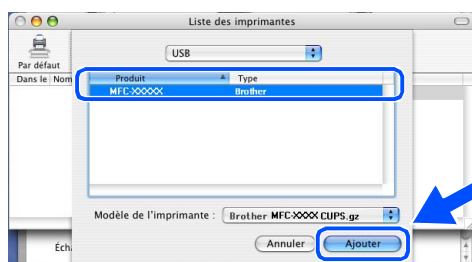 Liste des imprimantes
USB
Par défaut
Dans le Nom
Produit Type
MFC-XXXXX Brother
Modèle de l'imprimante : Brother MFC-XXXX CUPS.gz
Éch
Annuler Ajouter